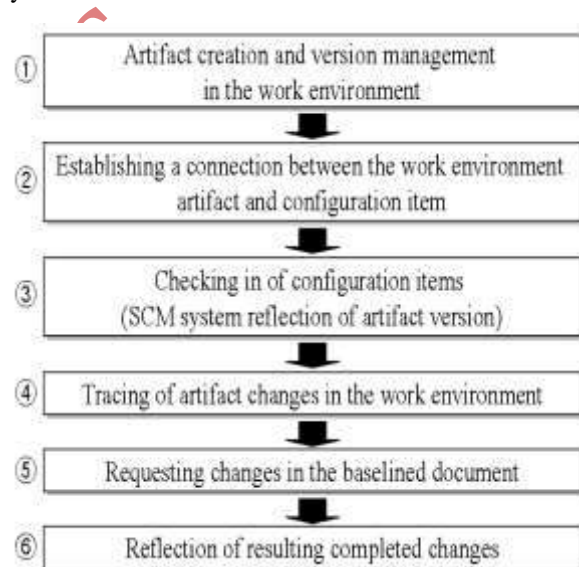 ①
Artifact creation and version management
in the work environment
②
Establishing a connection between the work environment
artifact and configuration item
③
Checking in of configuration items
(SCM system reflection of artifact version)
④
Tracing of artifact changes in the work environment
⑤
Requesting changes in the baselined document
⑥
Reflection of resulting completed changes